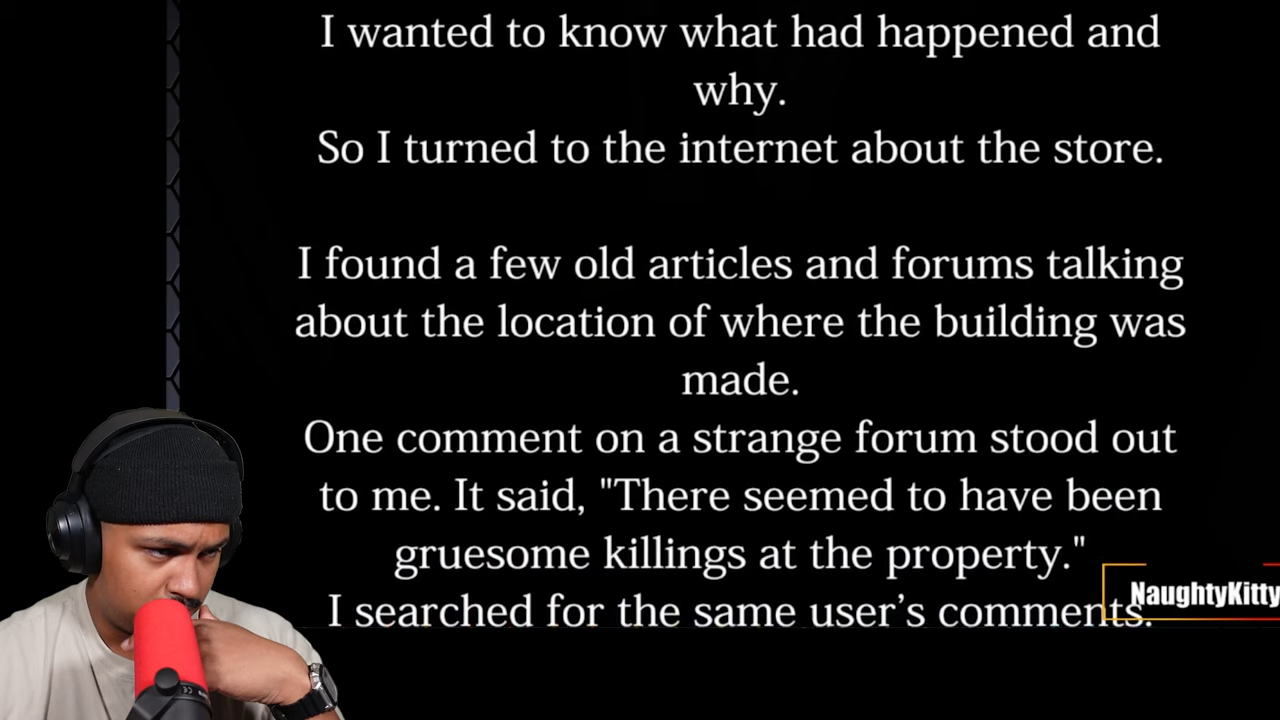 I wanted to know what had happened and
why.
So I turned to the internet about the store.
I found a few old articles and forums talking
about the location of where the building was
made.
One comment on a strange forum stood out
to me. It said, "There seemed to have been
gruesome killings at the property."
I searched for the same user’s comments.
NaughtyKitty